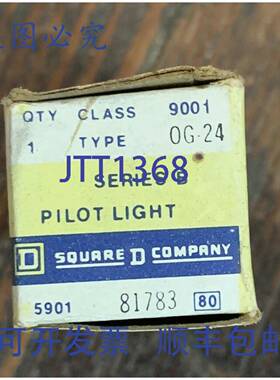 盗图必究
QTY CLASS 9001
1 TYPE OG-24
JTT1368
SERIES B
PILOT LIGHT
D SQUARE D COMPANY
5901 81783 80
可开发票 顺丰包邮